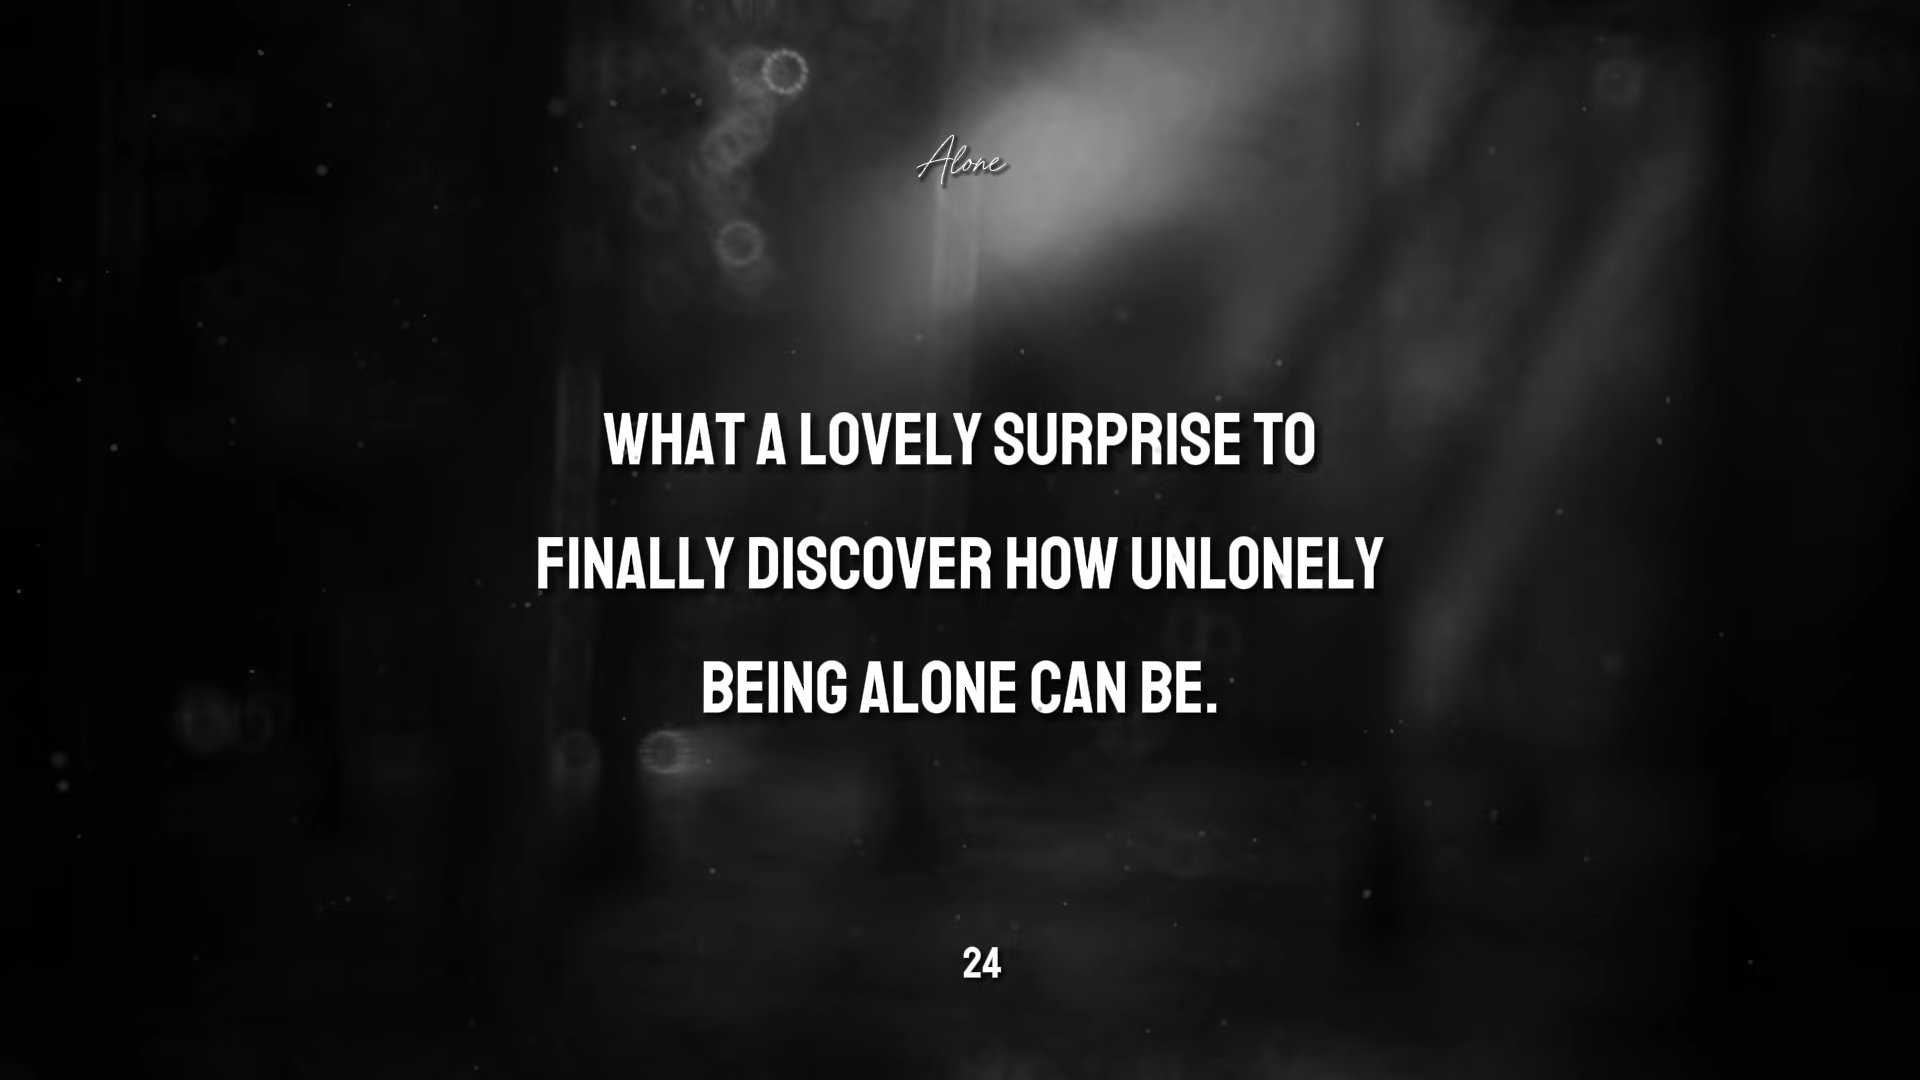 Alone
WHAT A LOVELY SURPRISE TO
FINALLY DISCOVER HOW UNLONELY
BEING ALONE CAN BE.
24